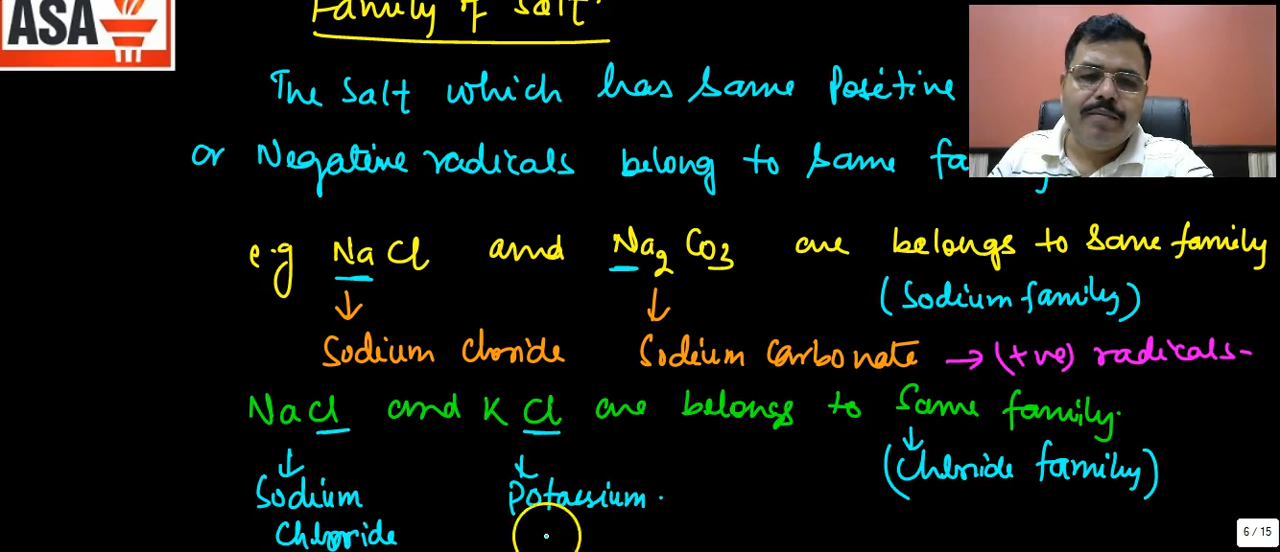 ASA
Family of Salt.
The Salt which has same Positive
or Negative radicals belong to same fa
e.g NaCl and Na2Co3 are belongs to same family
(Sodium family)
Sodium Choride Sodium Carbonate → (+ve) radicals-
NaCl and KCl are belongs to Same family.
(Chloride family)
Sodium Potassium.
Chloride
6 / 15